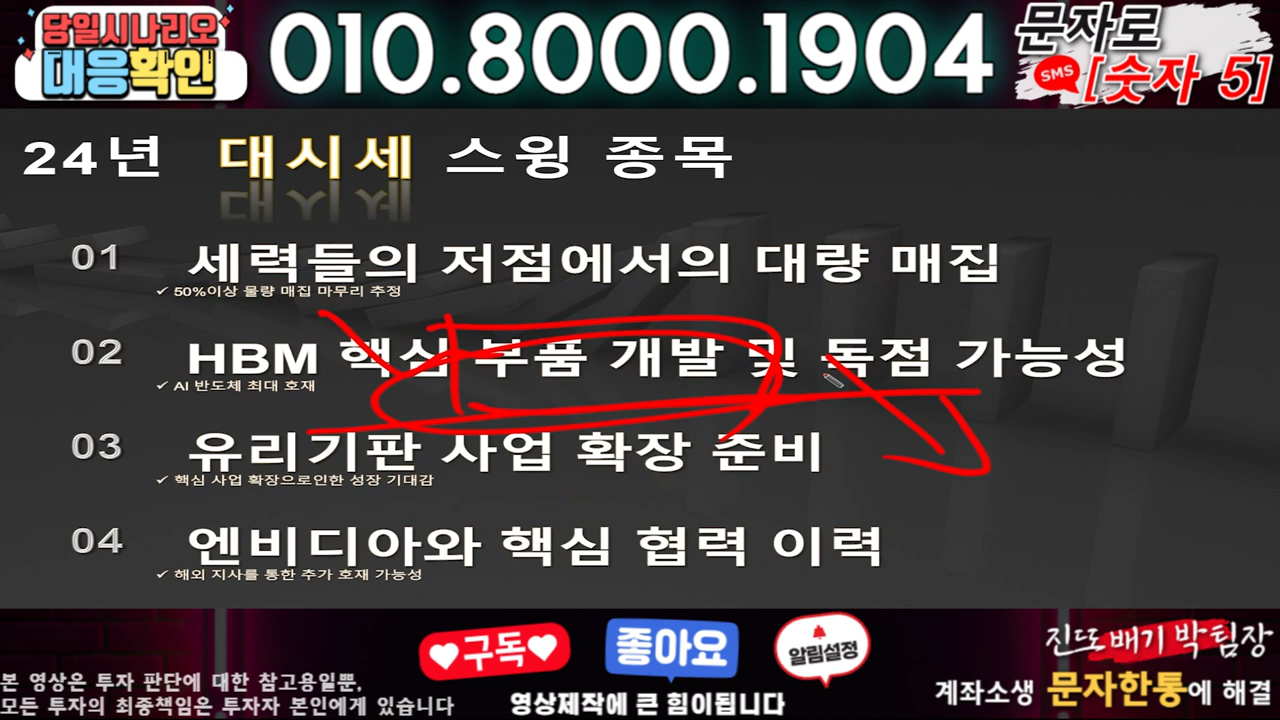 당일시나리오
대응확인
010.8000.1904
문자로
SMS [숫자 5]
24년 대시세 스윙 종목
01 세력들의 저점에서의 대량 매집
✓ 50%이상 물량 매집 마무리 추정
02 HBM 핵심 부품 개발 및 독점 가능성
✓ AI 반도체 최대 호재
03 유리기판 사업 확장 준비
✓ 핵심 사업 확장으로인한 성장 기대감
04 엔비디아와 핵심 협력 이력
✓ 해외 지사를 통한 추가 호재 가능성
본 영상은 투자 판단에 대한 참고용일뿐,
모든 투자의 최종책임은 투자자 본인에게 있습니다
구독
좋아요
알림설정
영상제작에 큰 힘이됩니다
진또배기 박팀장
계좌소생 문자한통에 해결